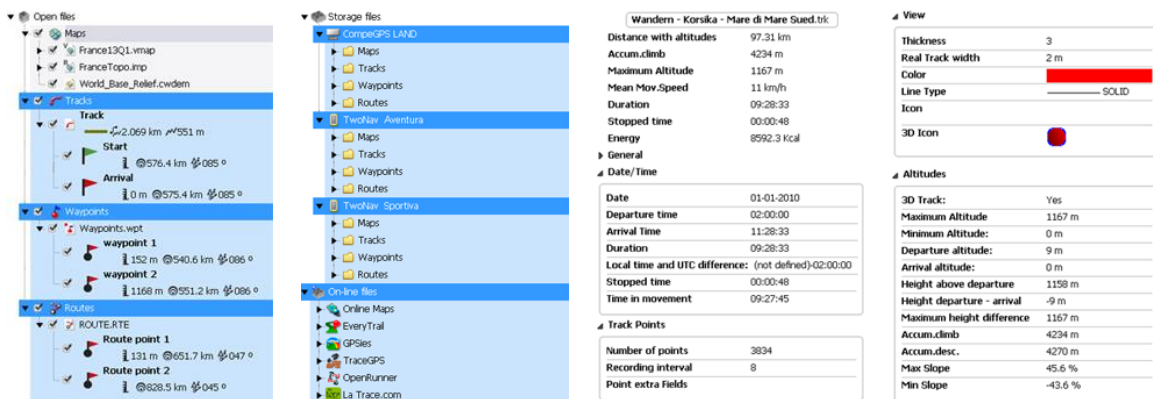 Open files
Maps
France13Q1.vmap
FranceTopo.imp
World_Base_Relief.cwdem
Tracks
Track
2.069 km 551 m
Start
576.4 km 085 º
Arrival
0 m 575.4 km 085 º
Waypoints
Waypoints.wpt
waypoint 1
152 m 540.6 km 086 º
waypoint 2
1168 m 551.2 km 086 º
Routes
ROUTE.RTE
Route point 1
131 m 651.7 km 047 º
Route point 2
828.5 km 045 º
Storage files
CompeGPS LAND
Maps
Tracks
Waypoints
Routes
TwoNav Aventura
Maps
Tracks
Waypoints
Routes
TwoNav Sportiva
Maps
Tracks
Waypoints
Routes
On-line files
Online Maps
EveryTrail
GPSies
TraceGPS
OpenRunner
La Trace.com
Wandern - Korsika - Mare di Mare Sued.trk
Distance with altitudes 97.31 km
Accum.climb 4234 m
Maximum Altitude 1167 m
Mean Mov.Speed 11 km/h
Duration 09:28:33
Stopped time 00:00:48
Energy 8592.3 Kcal
General
Date/Time
Date 01-01-2010
Departure time 02:00:00
Arrival Time 11:28:33
Duration 09:28:33
Local time and UTC difference: (not defined)-02:00:00
Stopped time 00:00:48
Time in movement 09:27:45
Track Points
Number of points 3834
Recording interval 8
Point extra Fields
View
Thickness 3
Real Track width 2 m
Color
Line Type SOLID
Icon
3D Icon
Altitudes
3D Track: Yes
Maximum Altitude 1167 m
Minimum Altitude: 0 m
Departure altitude: 9 m
Arrival altitude: 0 m
Height above departure 1158 m
Height departure - arrival -9 m
Maximum height difference 1167 m
Accum.climb 4234 m
Accum.desc. 4270 m
Max Slope 45.6 %
Min Slope -43.6 %